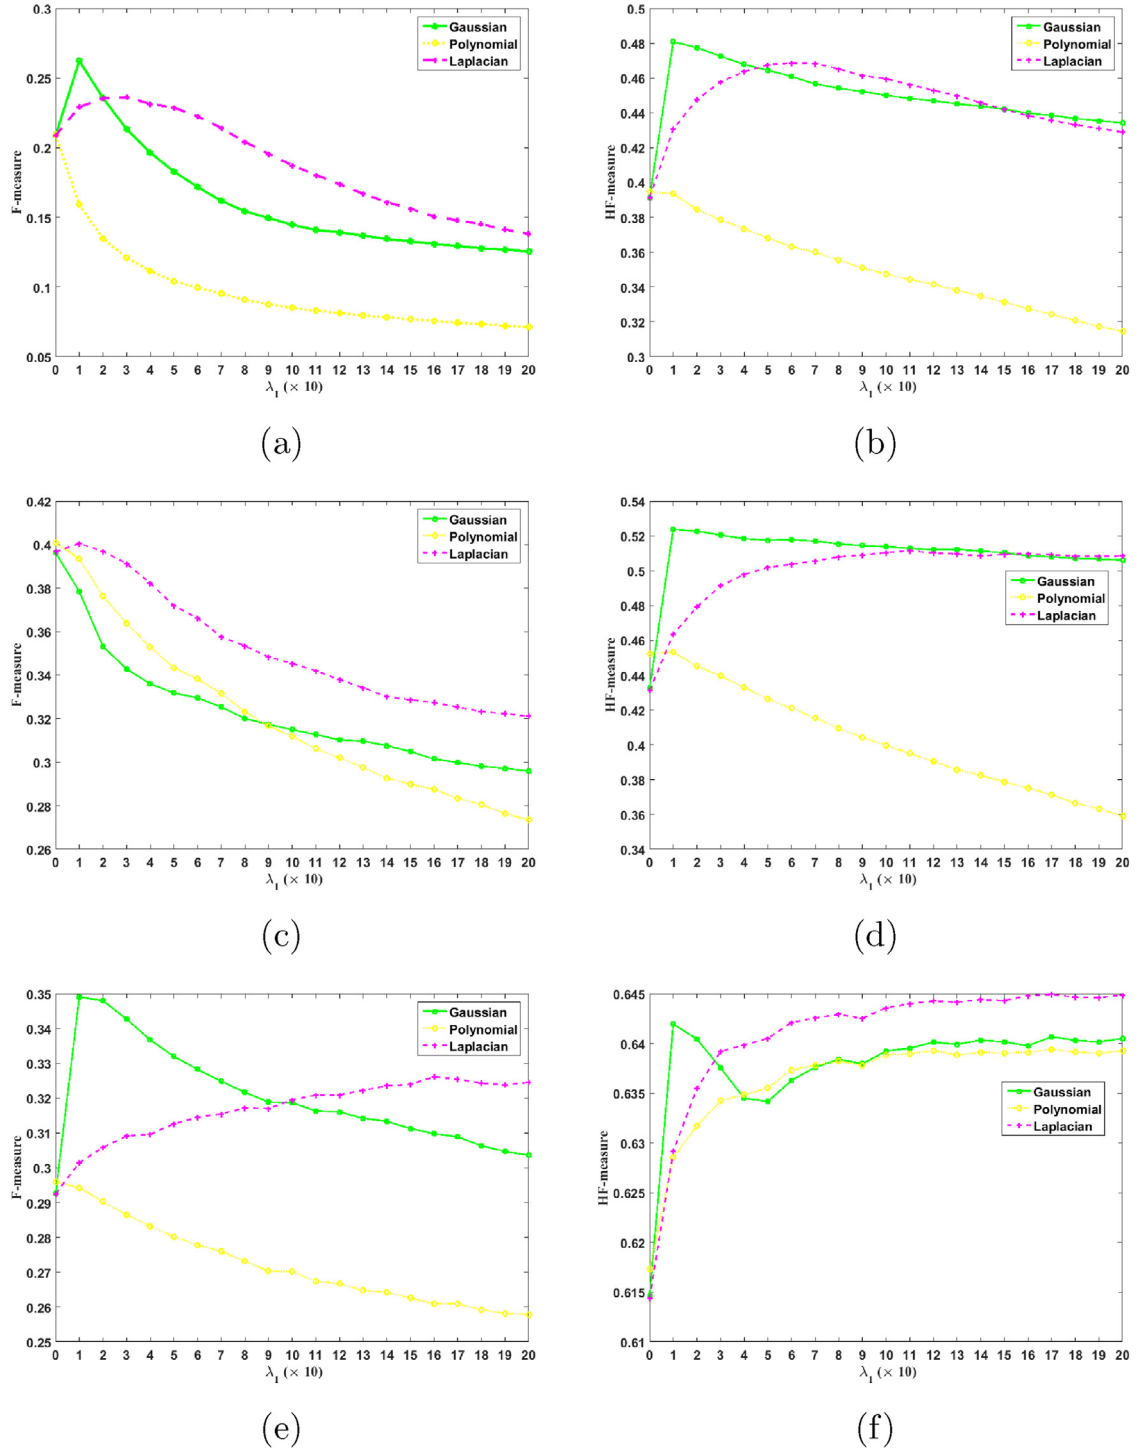 0.3
0.25
0.2
0.15
0.1
0.05
F-measure
Gaussian
Polynomial
Laplacian
0 1 2 3 4 5 6 7 8 9 10 11 12 13 14 15 16 17 18 19 20
λ1 (× 10)
(a)
0.5
0.48
0.46
0.44
0.42
0.4
0.38
0.36
0.34
0.32
0.3
HF-measure
Gaussian
Polynomial
Laplacian
0 1 2 3 4 5 6 7 8 9 10 11 12 13 14 15 16 17 18 19 20
λ1 (× 10)
(b)
0.42
0.4
0.38
0.36
0.34
0.32
0.3
0.28
0.26
F-measure
Gaussian
Polynomial
Laplacian
0 1 2 3 4 5 6 7 8 9 10 11 12 13 14 15 16 17 18 19 20
λ1 (× 10)
(c)
0.54
0.52
0.5
0.48
0.46
0.44
0.42
0.4
0.38
0.36
0.34
HF-measure
Gaussian
Polynomial
Laplacian
0 1 2 3 4 5 6 7 8 9 10 11 12 13 14 15 16 17 18 19 20
λ1 (× 10)
(d)
0.35
0.34
0.33
0.32
0.31
0.3
0.29
0.28
0.27
0.26
0.25
F-measure
Gaussian
Polynomial
Laplacian
0 1 2 3 4 5 6 7 8 9 10 11 12 13 14 15 16 17 18 19 20
λ1 (× 10)
(e)
0.645
0.64
0.635
0.63
0.625
0.62
0.615
0.61
HF-measure
Gaussian
Polynomial
Laplacian
0 1 2 3 4 5 6 7 8 9 10 11 12 13 14 15 16 17 18 19 20
λ1 (× 10)
(f)